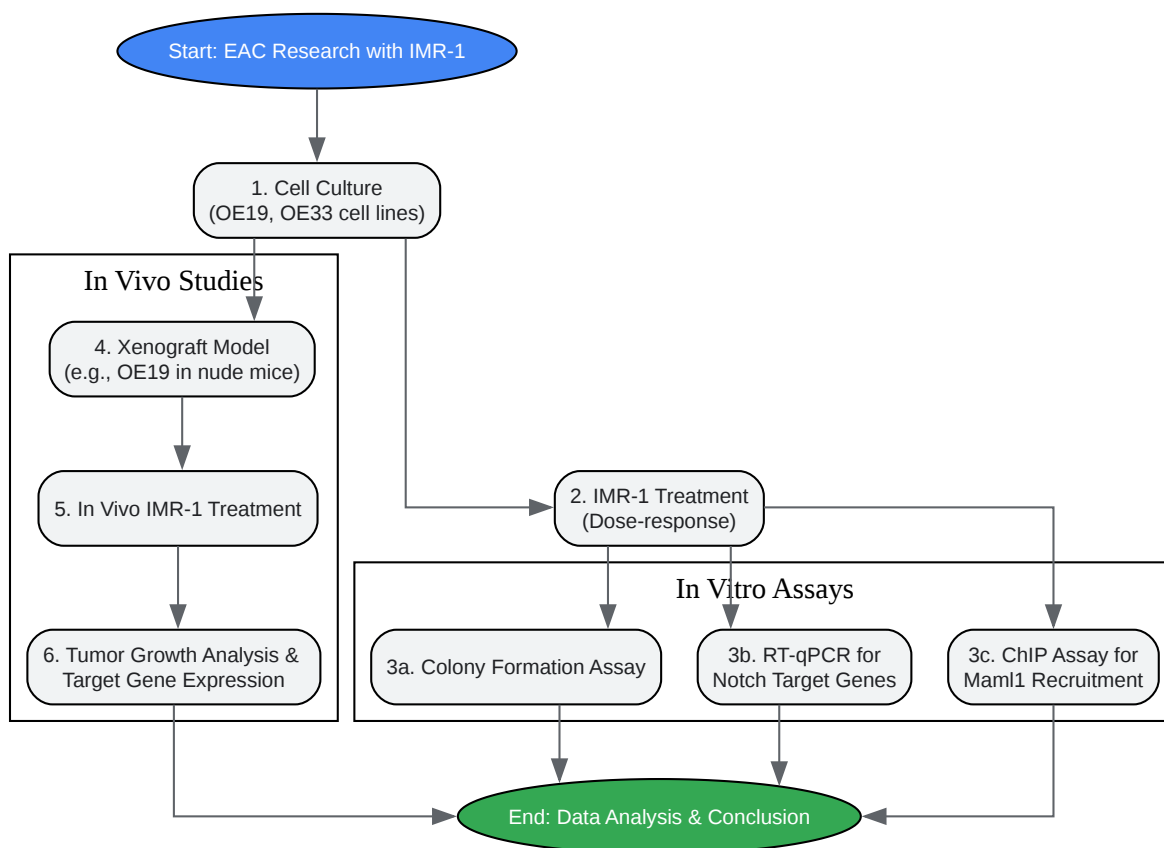 Start: EAC Research with IMR-1
1. Cell Culture
(OE19, OE33 cell lines)
In Vivo Studies
4. Xenograft Model
(e.g., OE19 in nude mice)
5. In Vivo IMR-1 Treatment
2. IMR-1 Treatment
(Dose-response)
In Vitro Assays
6. Tumor Growth Analysis &
Target Gene Expression
3a. Colony Formation Assay
3b. RT-qPCR for
Notch Target Genes
3c. ChIP Assay for
Maml1 Recruitment
End: Data Analysis & Conclusion